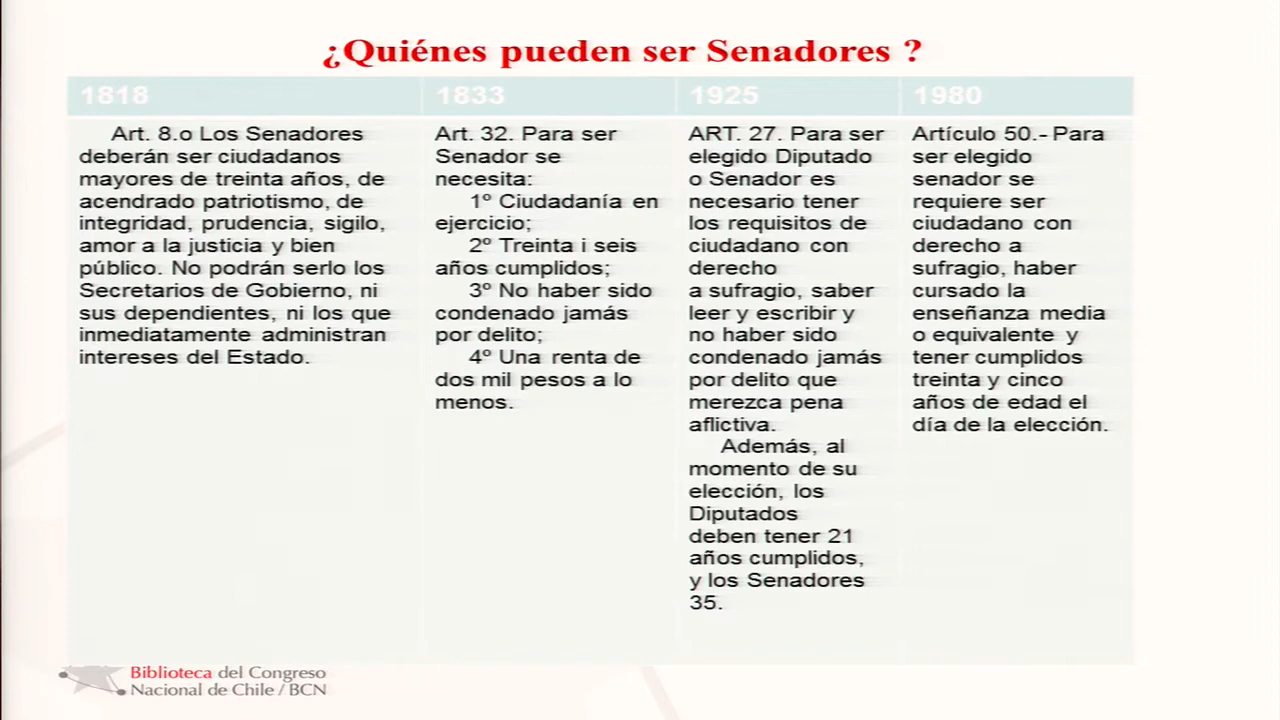 ¿Quiénes pueden ser Senadores ?
1818
Art. 8.o Los Senadores
deberán ser ciudadanos
mayores de treinta años, de
acendrado patriotismo, de
integridad, prudencia, sigilo,
amor a la justicia y bien
público. No podrán serlo los
Secretarios de Gobierno, ni
sus dependientes, ni los que
inmediatamente administran
intereses del Estado.
1833
Art. 32. Para ser
Senador se
necesita:
1º Ciudadanía en
ejercicio;
2º Treinta i seis
años cumplidos;
3º No haber sido
condenado jamás
por delito;
4º Una renta de
dos mil pesos a lo
menos.
1925
ART. 27. Para ser
elegido Diputado
o Senador es
necesario tener
los requisitos de
ciudadano con
derecho
a sufragio, saber
leer y escribir y
no haber sido
condenado jamás
por delito que
merezca pena
aflictiva.
Además, al
momento de su
elección, los
Diputados
deben tener 21
años cumplidos,
y los Senadores
35.
1980
Artículo 50.- Para
ser elegido
senador se
requiere ser
ciudadano con
derecho a
sufragio, haber
cursado la
enseñanza media
o equivalente y
tener cumplidos
treinta y cinco
años de edad el
día de la elección.
Biblioteca del Congreso
Nacional de Chile / BCN